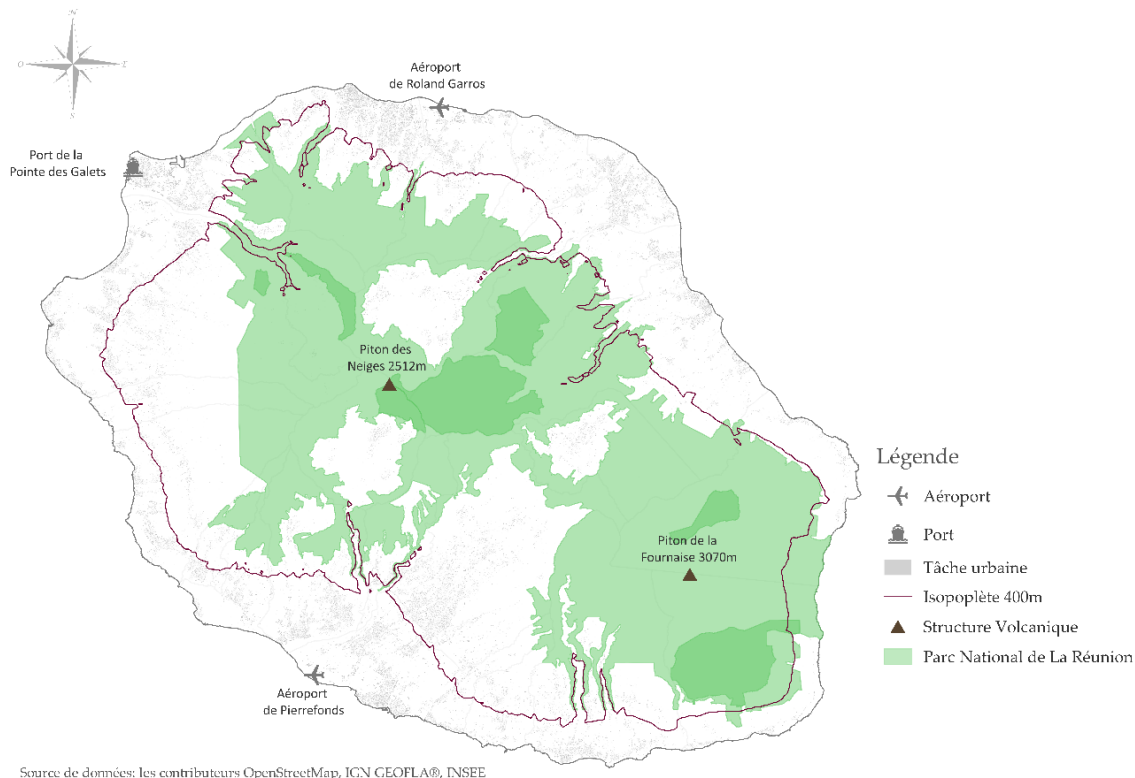 N
O
E
S
Aéroport
de Roland Garros
Port de la
Pointe des Galets
Piton des
Neiges 2512m
Piton de la
Fournaise 3070m
Aéroport
de Pierrefonds
Légende
Aéroport
Port
Tâche urbaine
Isopoplète 400m
Structure Volcanique
Parc National de La Réunion
Source de données: les contributeurs OpenStreetMap, IGN GEOFLA®, INSEE